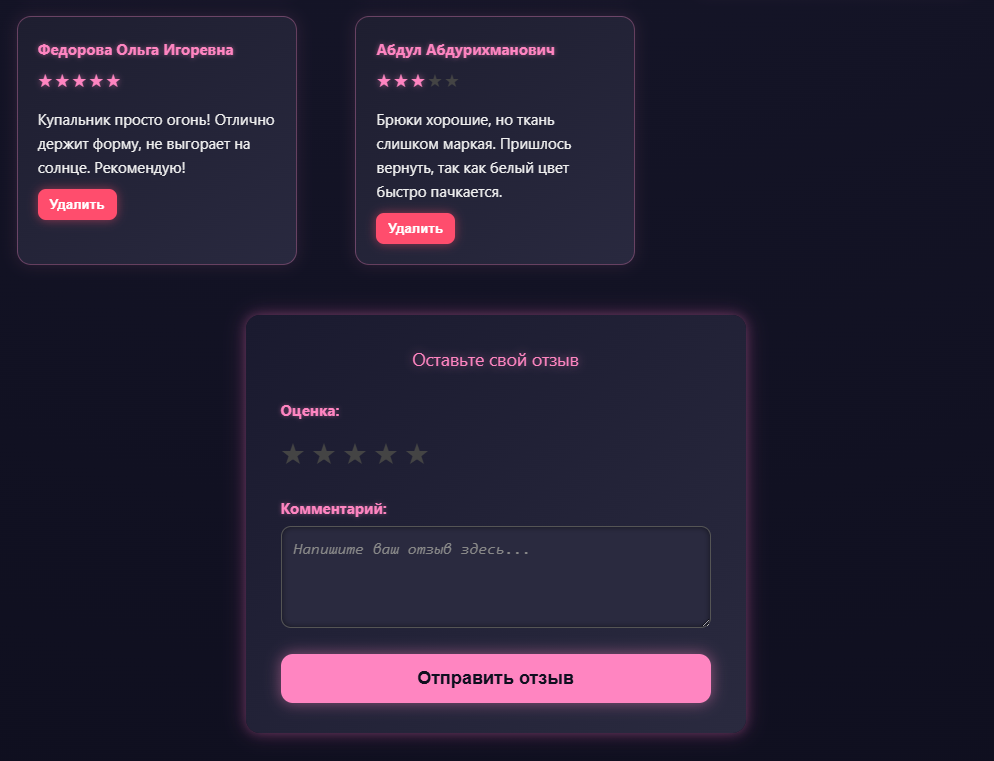 Федорова Ольга Игоревна
★★★★★
Купальник просто огонь! Отлично
держит форму, не выгорает на
солнце. Рекомендую!
Удалить
Абдул Абдурихманович
★★★★★
Брюки хорошие, но ткань
слишком маркая. Пришлось
вернуть, так как белый цвет
быстро пачкается.
Удалить
Оставьте свой отзыв
Оценка:
★★★★★
Комментарий:
Напишите ваш отзыв здесь...
Отправить отзыв